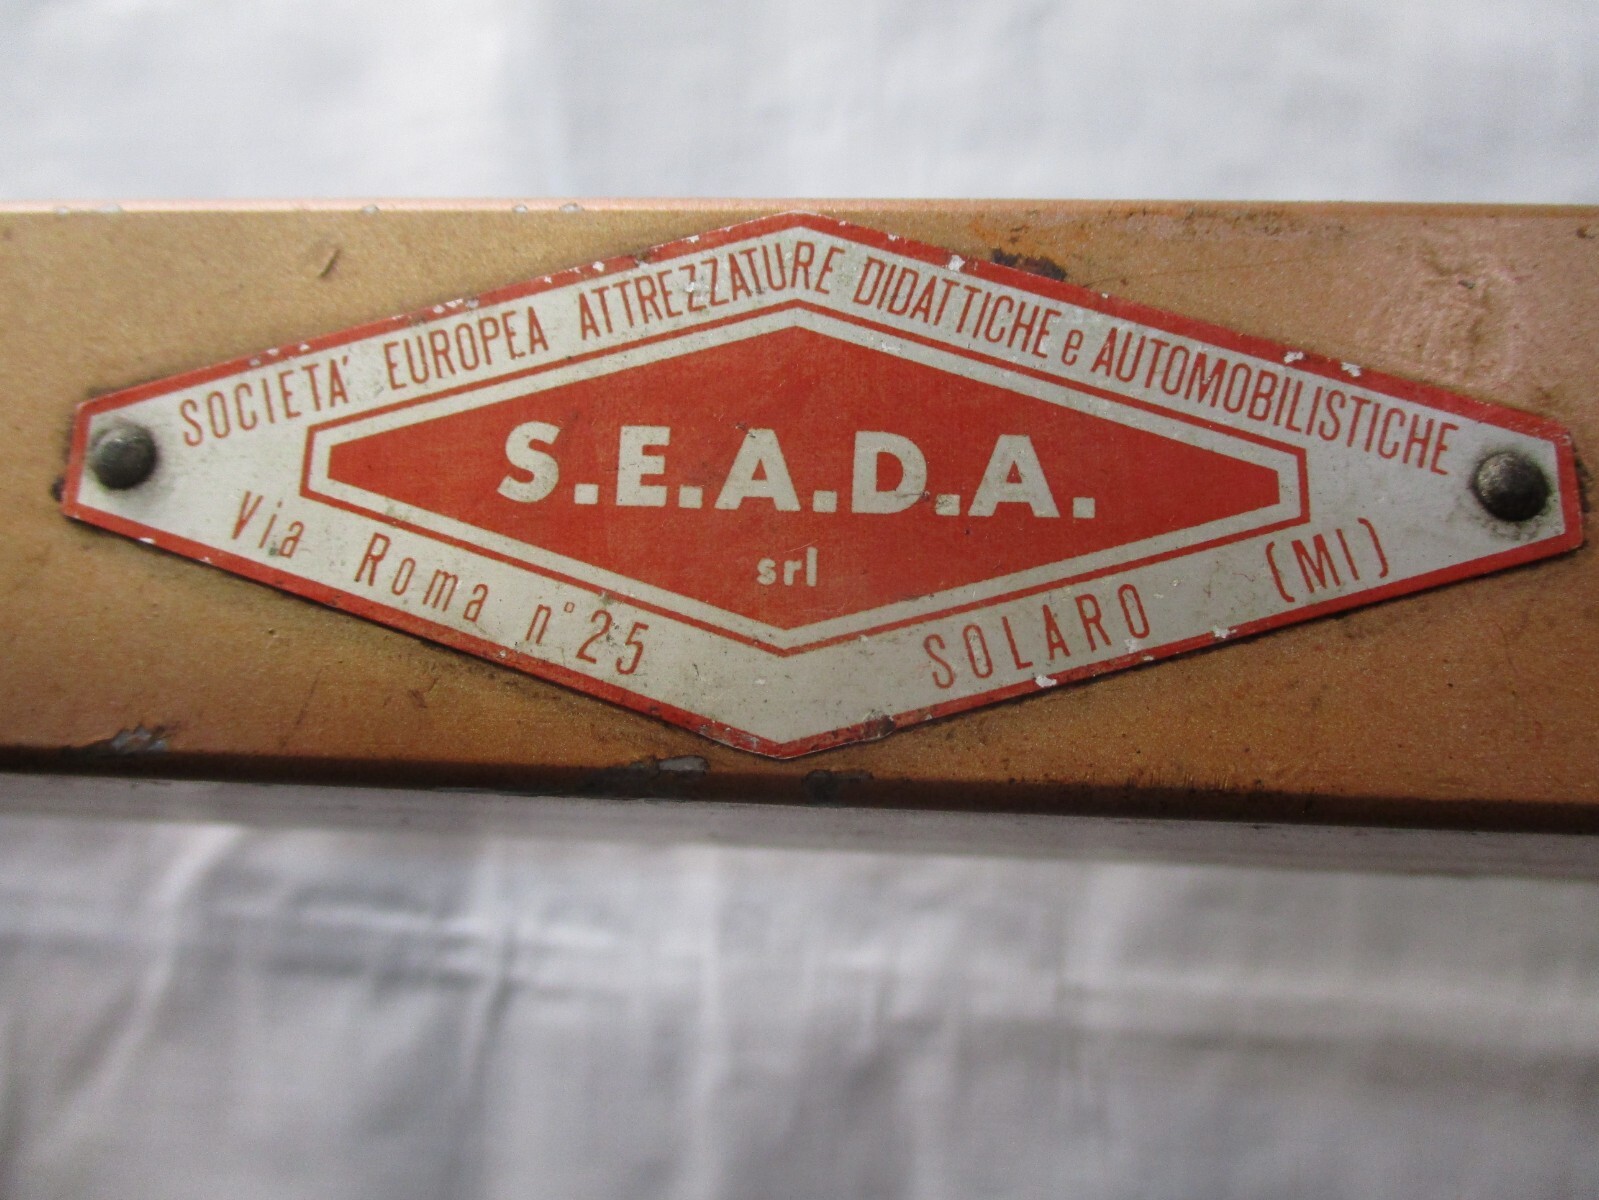 SOCIETA' EUROPEA ATTREZZATURE DIDATTICHE e AUTOMOBILISTICHE
S.E.A.D.A.
srl
Via Roma n° 25 SOLARO (MI)